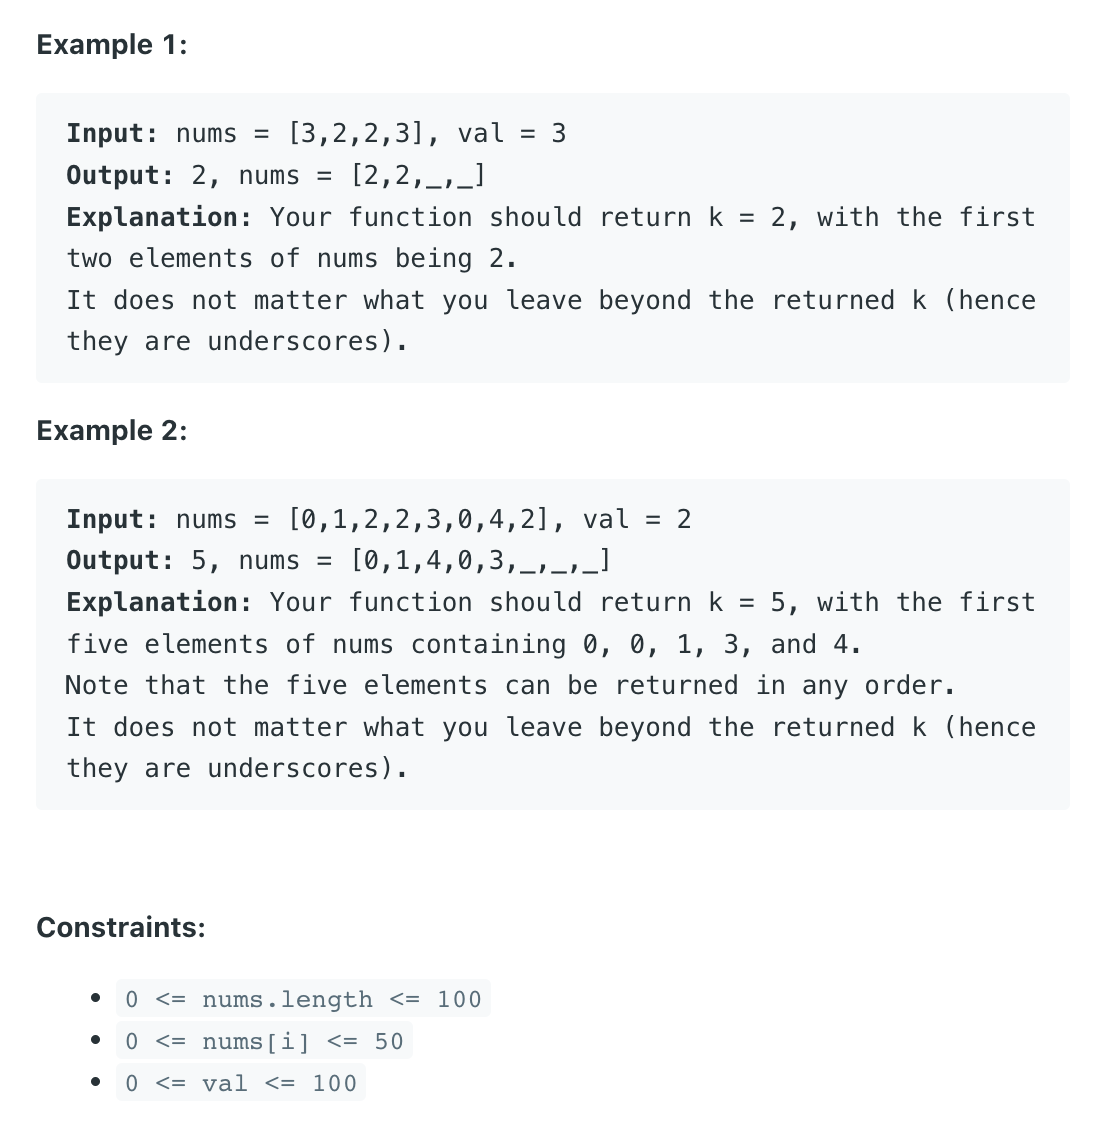 Example 1:
Input: nums = [3,2,2,3], val = 3
Output: 2, nums = [2,2,_,_]
Explanation: Your function should return k = 2, with the first
two elements of nums being 2.
It does not matter what you leave beyond the returned k (hence
they are underscores).
Example 2:
Input: nums = [0,1,2,2,3,0,4,2], val = 2
Output: 5, nums = [0,1,4,0,3,_,_,_]
Explanation: Your function should return k = 5, with the first
five elements of nums containing 0, 0, 1, 3, and 4.
Note that the five elements can be returned in any order.
It does not matter what you leave beyond the returned k (hence
they are underscores).
Constraints:
• 0 <= nums.length <= 100
• 0 <= nums[i] <= 50
• 0 <= val <= 100